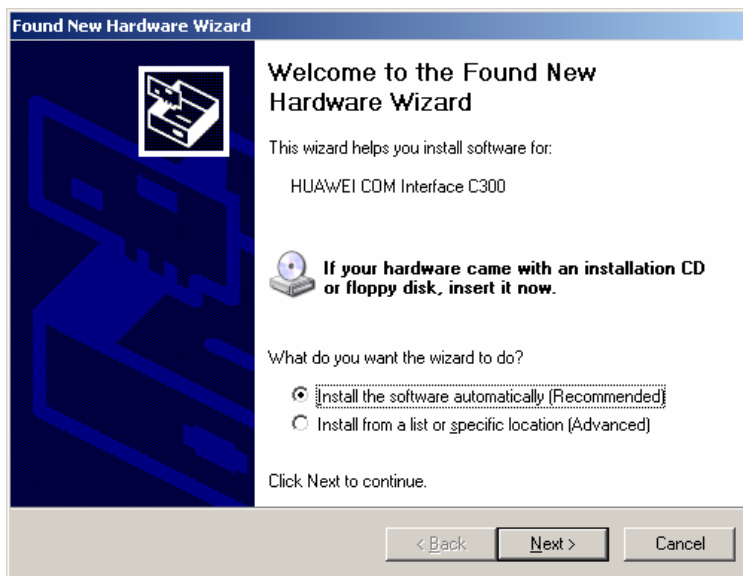 Found New Hardware Wizard
Welcome to the Found New
Hardware Wizard
This wizard helps you install software for:
HUAWEI COM Interface C300
If your hardware came with an installation CD
or floppy disk, insert it now.
What do you want the wizard to do?
Install the software automatically (Recommended)
Install from a list or specific location (Advanced)
Click Next to continue.
< Back Next > Cancel